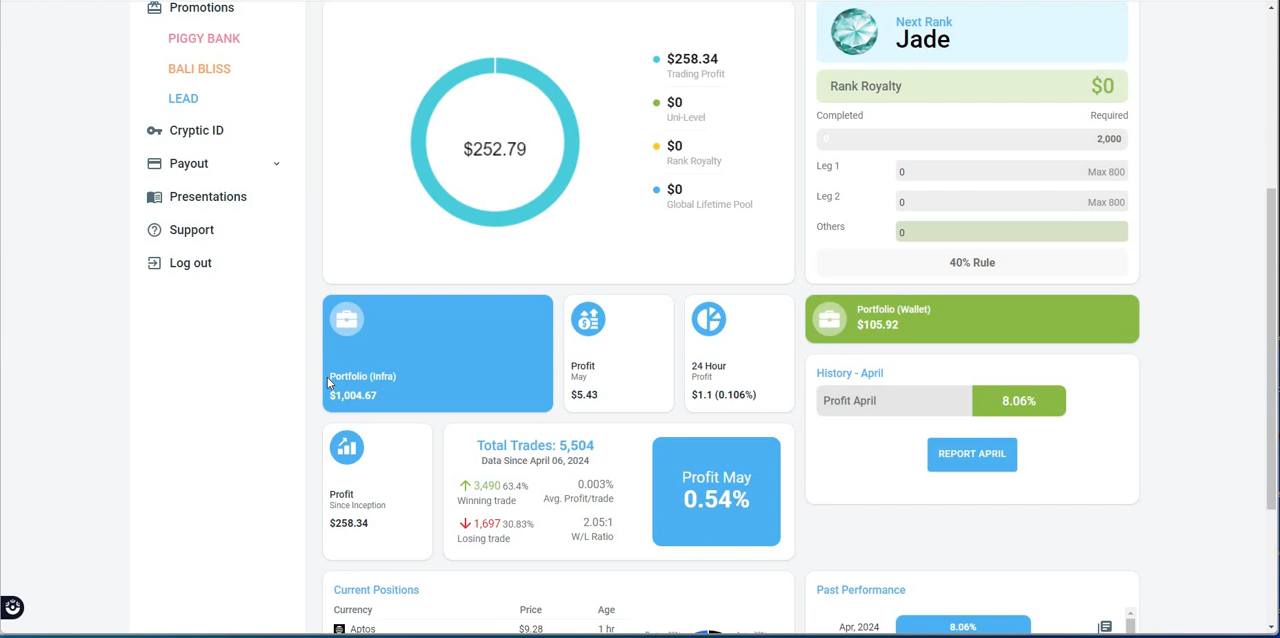 Promotions
PIGGY BANK
BALI BLISS
LEAD
Cryptic ID
Payout
Presentations
Support
Log out
$252.79
$258.34
Trading Profit
$0
Uni-Level
$0
Rank Royalty
$0
Global Lifetime Pool
Next Rank
Jade
Rank Royalty $0
Completed Required
0 2,000
Leg 1 0 Max 800
Leg 2 0 Max 800
Others 0
40% Rule
Portfolio (Infra)
$1,004.67
Profit
May
$5.43
24 Hour
Profit
$1.1 (0.106%)
Portfolio (Wallet)
$105.92
History - April
Profit April 8.06%
REPORT APRIL
Profit
Since Inception
$258.34
Total Trades: 5,504
Data Since April 06, 2024
3,490 63.4% 0.003%
Winning trade Avg. Profit/trade
1,697 30.83% 2.05:1
Losing trade W/L Ratio
Profit May
0.54%
Current Positions
Currency Price Age
Aptos $9.28 1 hr
Past Performance
Apr, 2024 8.06%